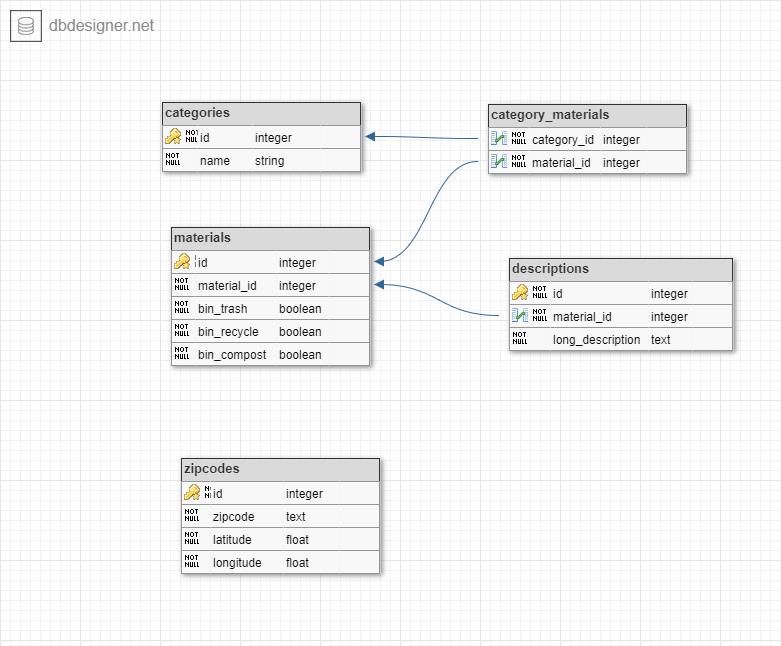 dbdesigner.net
categories
NOT NULL id integer
NOT NULL name string
category_materials
NOT NULL category_id integer
NOT NULL material_id integer
materials
id integer
NOT NULL material_id integer
NOT NULL bin_trash boolean
NOT NULL bin_recycle boolean
NOT NULL bin_compost boolean
descriptions
NOT NULL id integer
NOT NULL material_id integer
NOT NULL long_description text
zipcodes
id integer
NOT NULL zipcode text
NOT NULL latitude float
NOT NULL longitude float